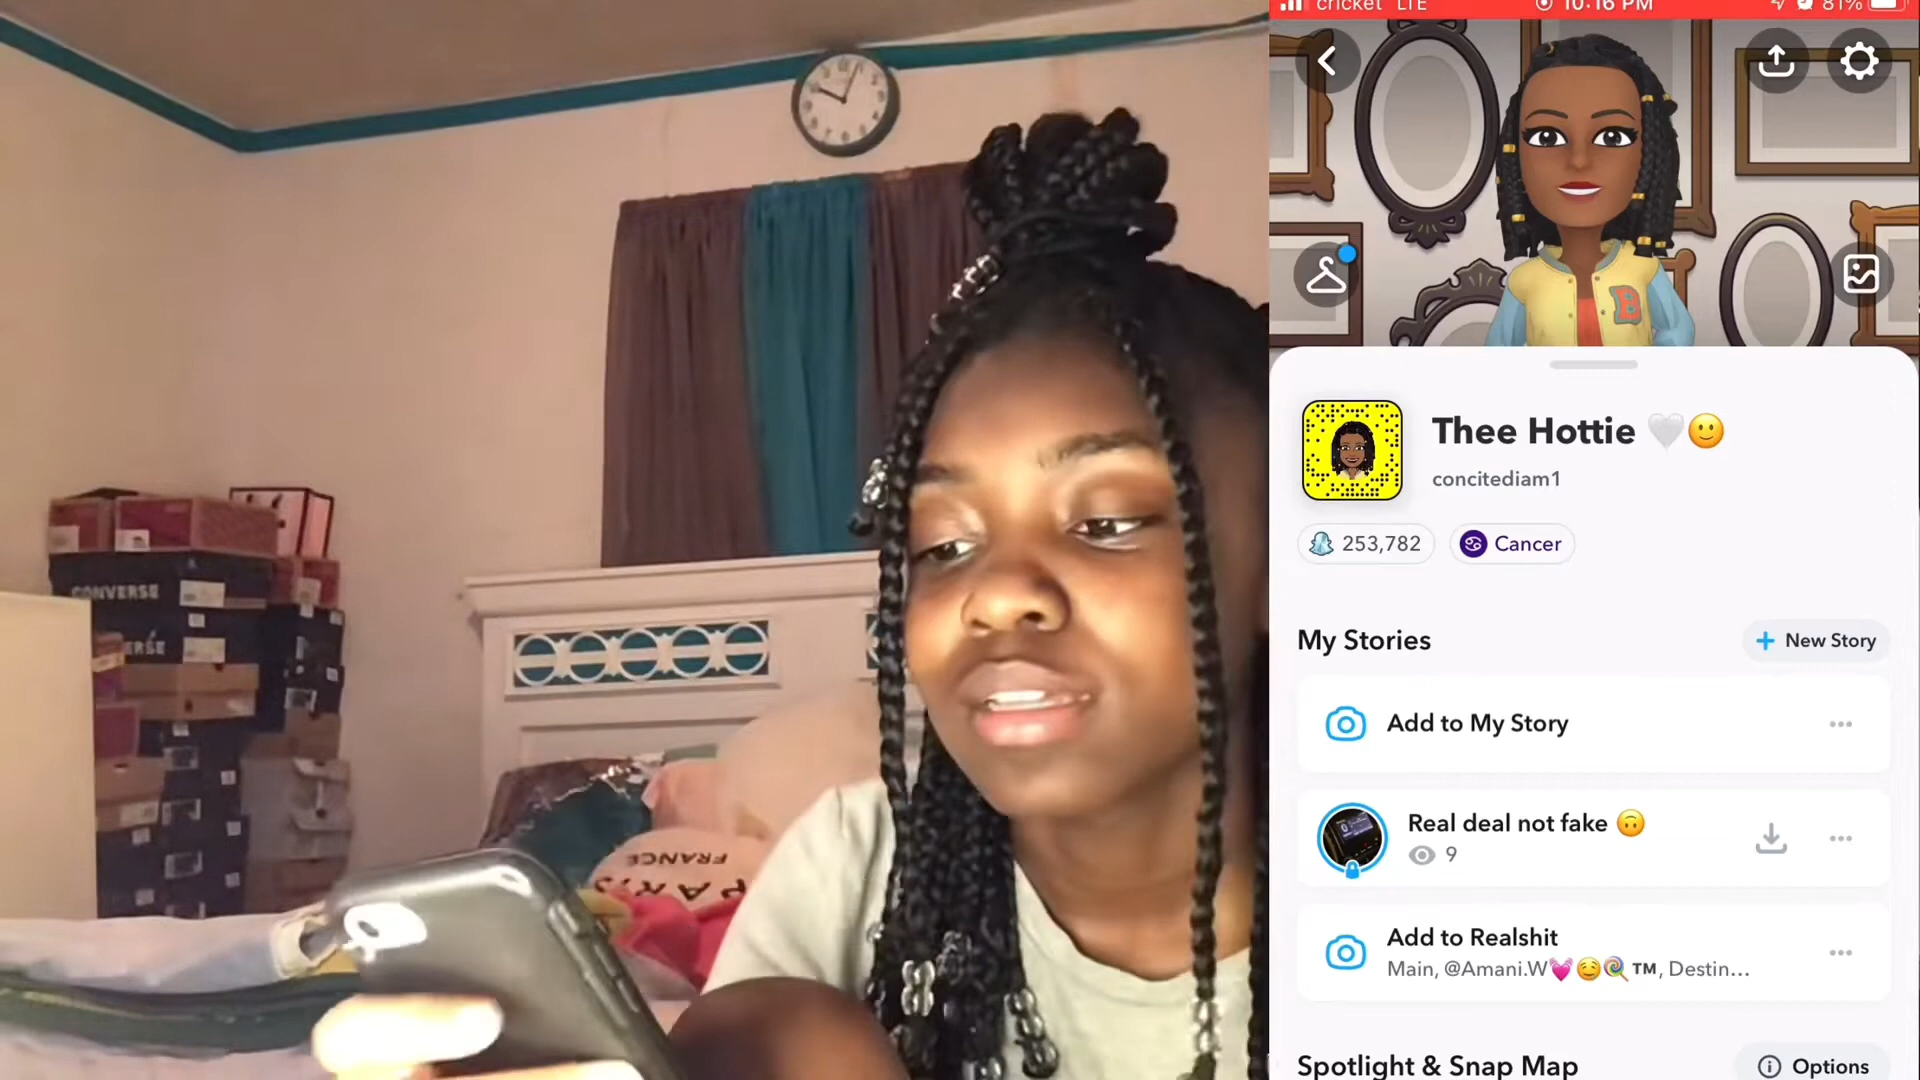 cricket LTE 10:16 PM 81%
B
Thee Hottie 🤍🙂
concitediam1
253,782
Cancer
My Stories
+ New Story
Add to My Story
Real deal not fake 🙃
9
Add to Realshit
Main, @Amani.W💓😌🍭™, Destin...
Spotlight & Snap Map
Options
CONVERSE
PARIS
FRANCE